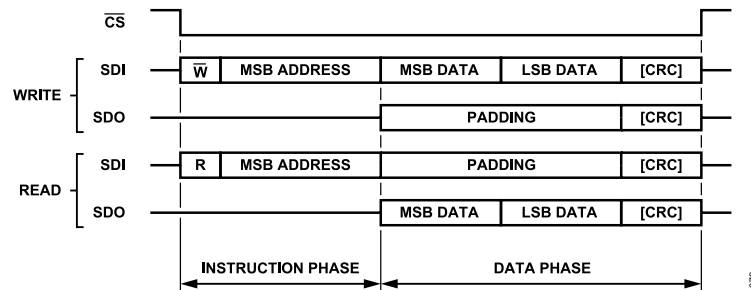 CS
SDI W MSB ADDRESS MSB DATA LSB DATA [CRC]
WRITE
SDO PADDING [CRC]
SDI R MSB ADDRESS PADDING [CRC]
READ
SDO MSB DATA LSB DATA [CRC]
INSTRUCTION PHASE DATA PHASE